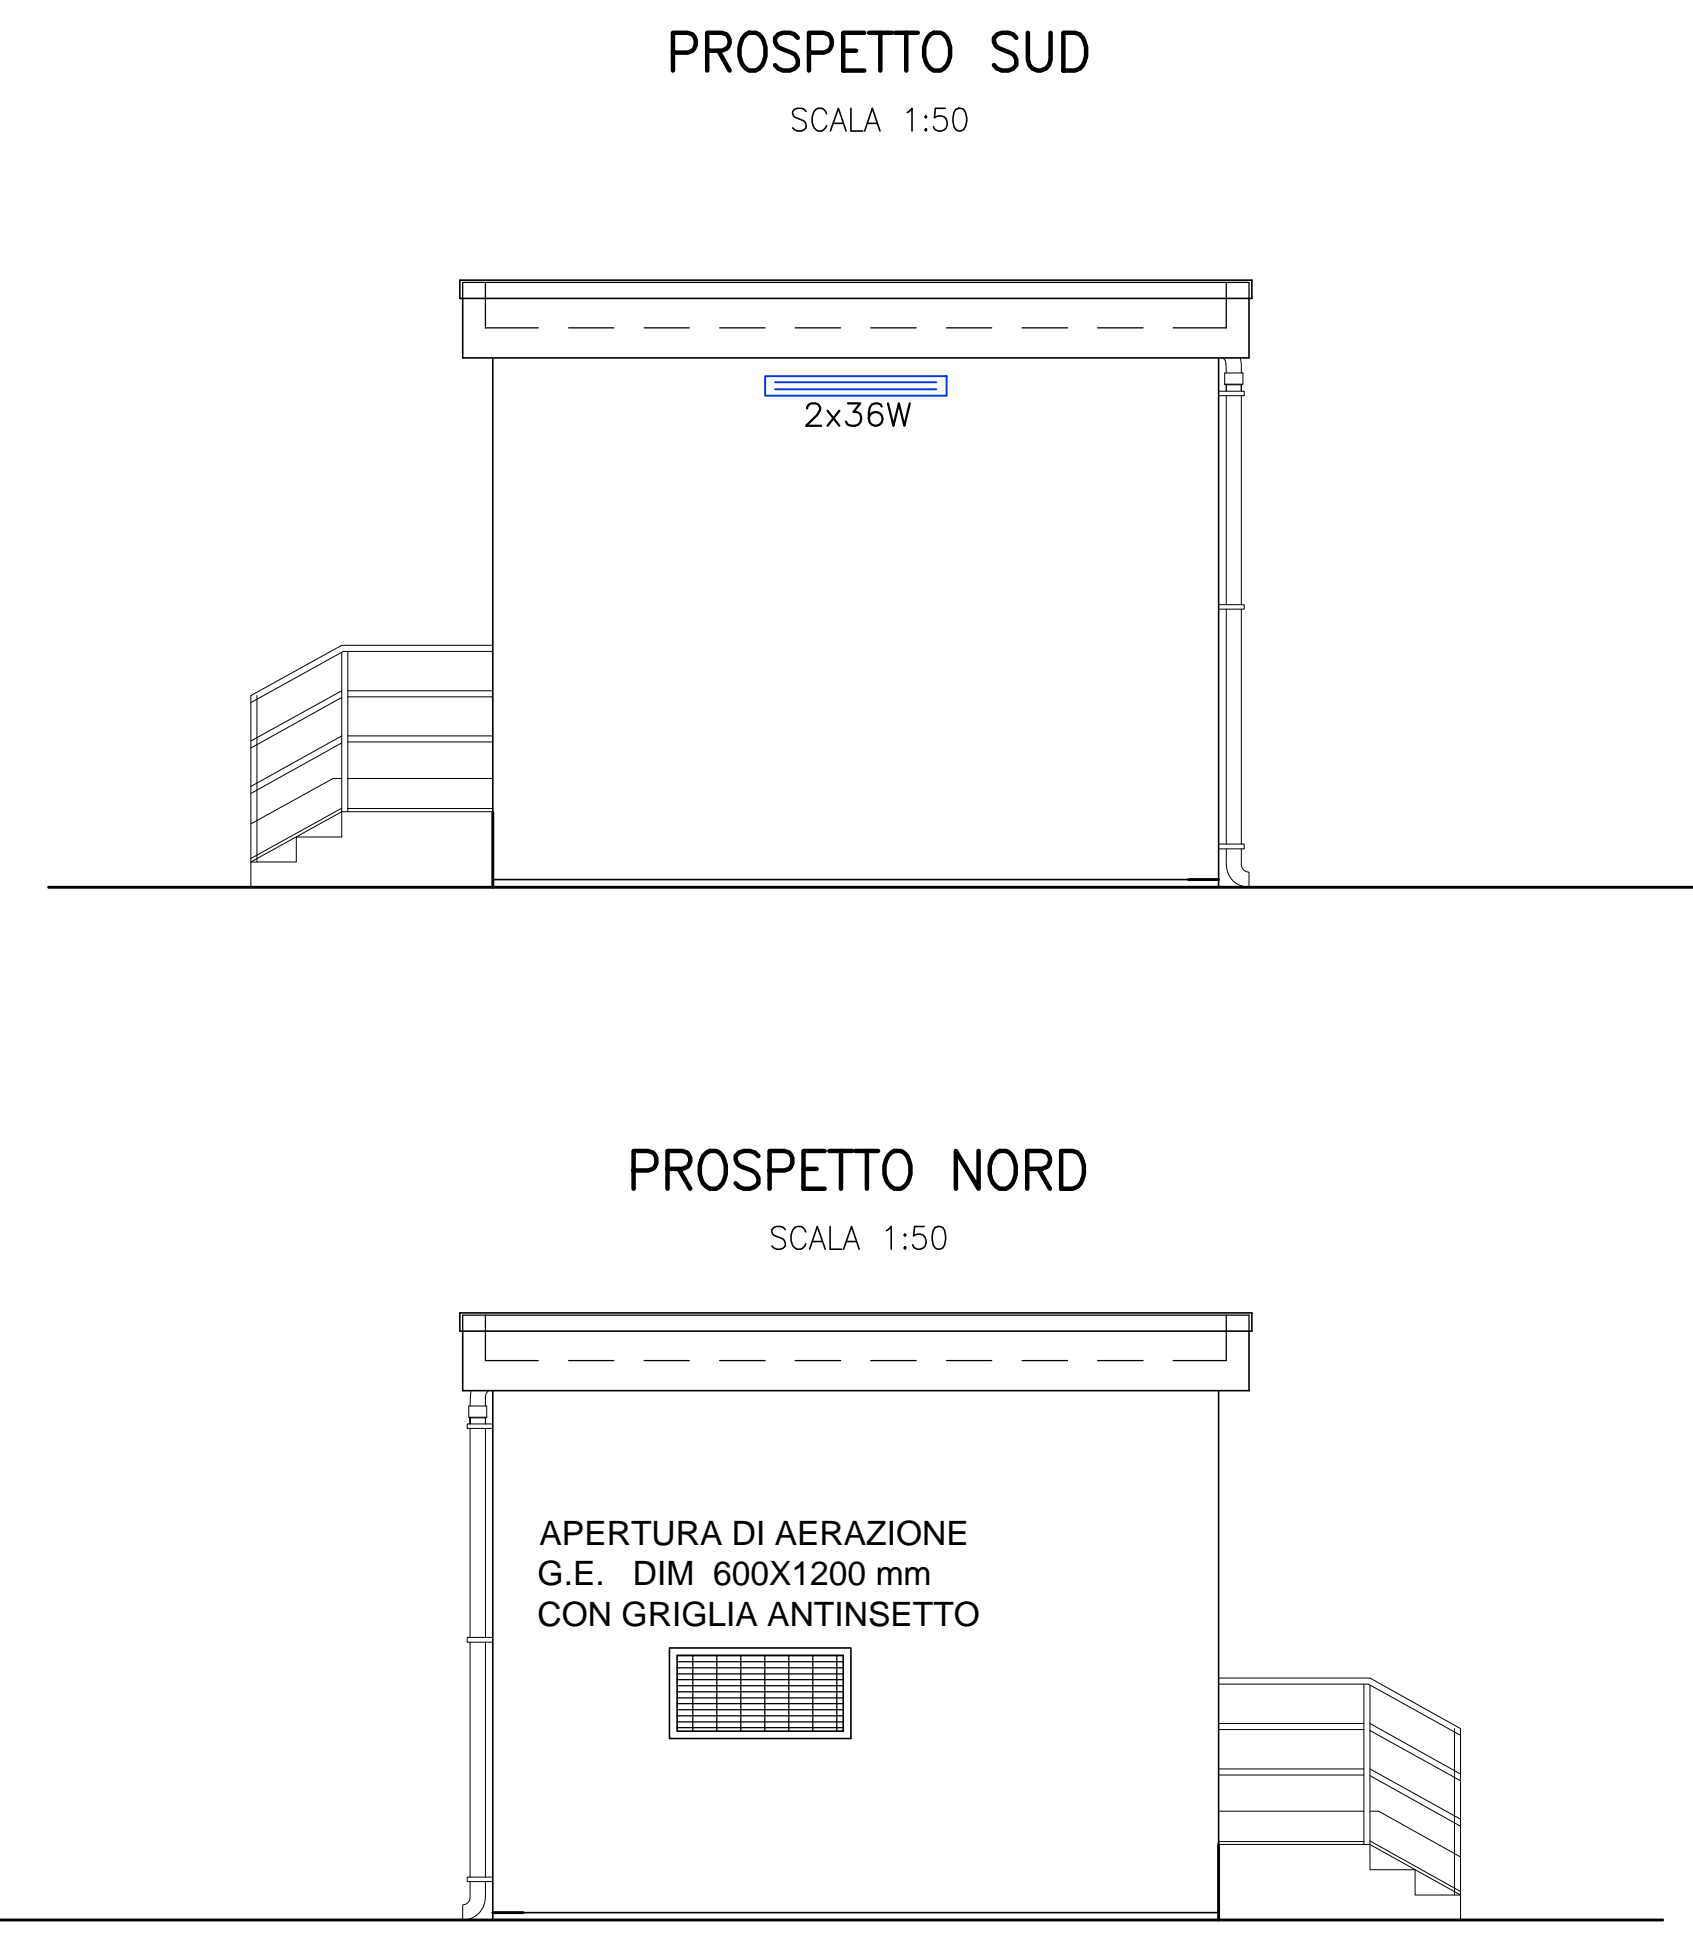 PROSPETTO SUD
SCALA 1:50
2x36W
PROSPETTO NORD
SCALA 1:50
APERTURA DI AERAZIONE
G.E. DIM 600X1200 mm
CON GRIGLIA ANTINSETTO